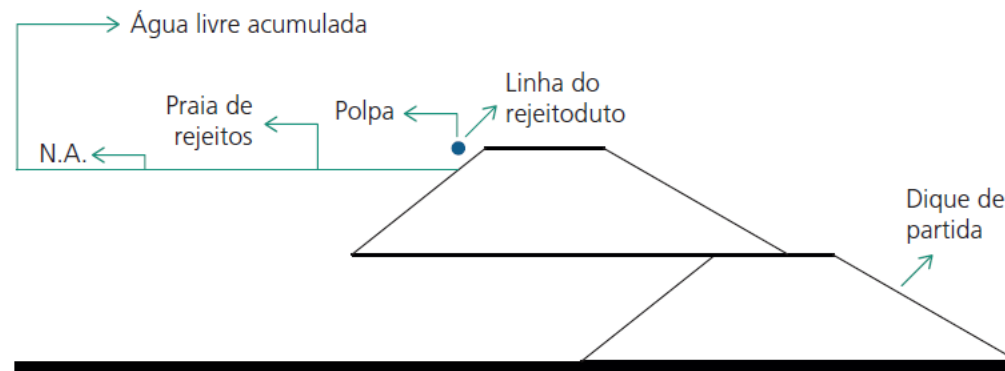 Água livre acumulada
Praia de
rejeitos
Polpa
Linha do
rejeitoduto
N.A.
Dique de
partida